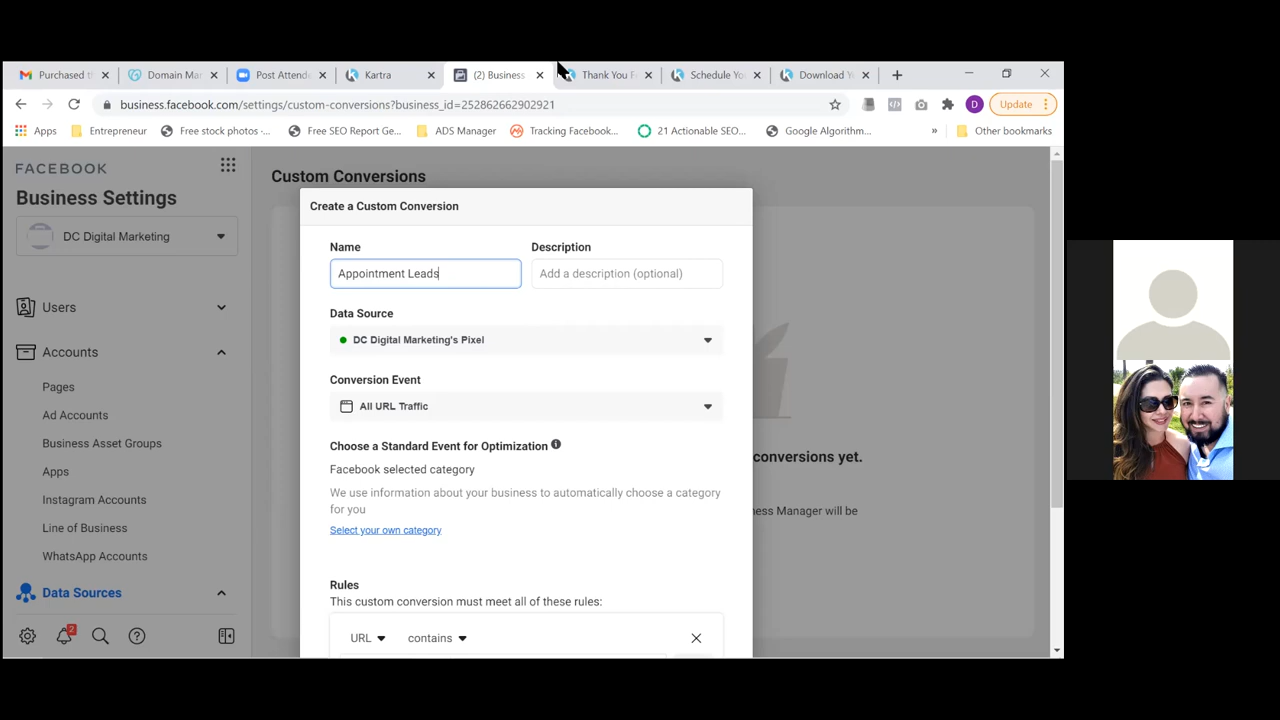 Purchased t
Domain Mar
Post Attende
Kartra
(2) Business
Thank You F
Schedule Yo
Download Y
business.facebook.com/settings/custom-conversions?business_id=252862662902921
D
Update
Apps
Entrepreneur
Free stock photos -...
Free SEO Report Ge...
ADS Manager
Tracking Facebook...
21 Actionable SEO...
Google Algorithm...
»
Other bookmarks
FACEBOOK
Business Settings
DC Digital Marketing
Users
Accounts
Pages
Ad Accounts
Business Asset Groups
Apps
Instagram Accounts
Line of Business
WhatsApp Accounts
Data Sources
2
Custom Conversions
Create a Custom Conversion
Name
Description
Appointment Leads
Add a description (optional)
Data Source
DC Digital Marketing's Pixel
Conversion Event
All URL Traffic
Choose a Standard Event for Optimization
Facebook selected category
We use information about your business to automatically choose a category
for you
Select your own category
Rules
This custom conversion must meet all of these rules:
URL
contains
conversions yet.
ess Manager will be